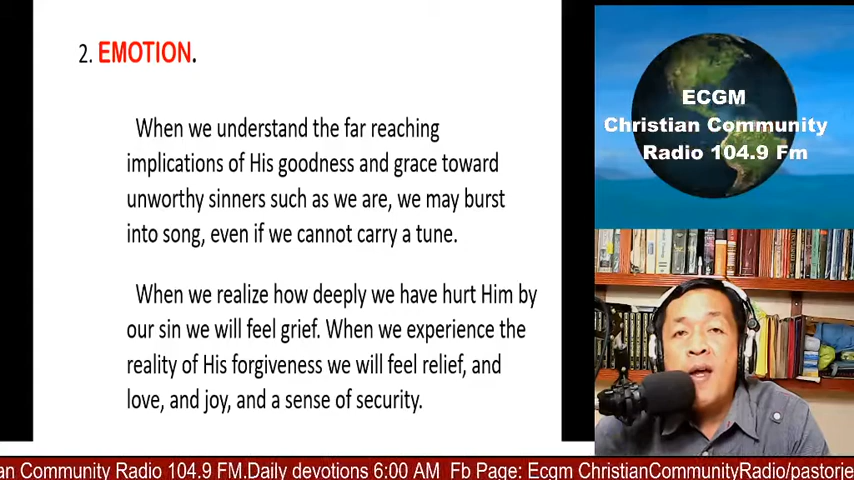 2. EMOTION.
When we understand the far reaching
implications of His goodness and grace toward
unworthy sinners such as we are, we may burst
into song, even if we cannot carry a tune.
When we realize how deeply we have hurt Him by
our sin we will feel grief. When we experience the
reality of His forgiveness we will feel relief, and
love, and joy, and a sense of security.
ECGM
Christian Community
Radio 104.9 Fm
an Community Radio 104.9 FM.Daily devotions 6:00 AM Fb Page: Ecgm ChristianCommunityRadio/pastorje